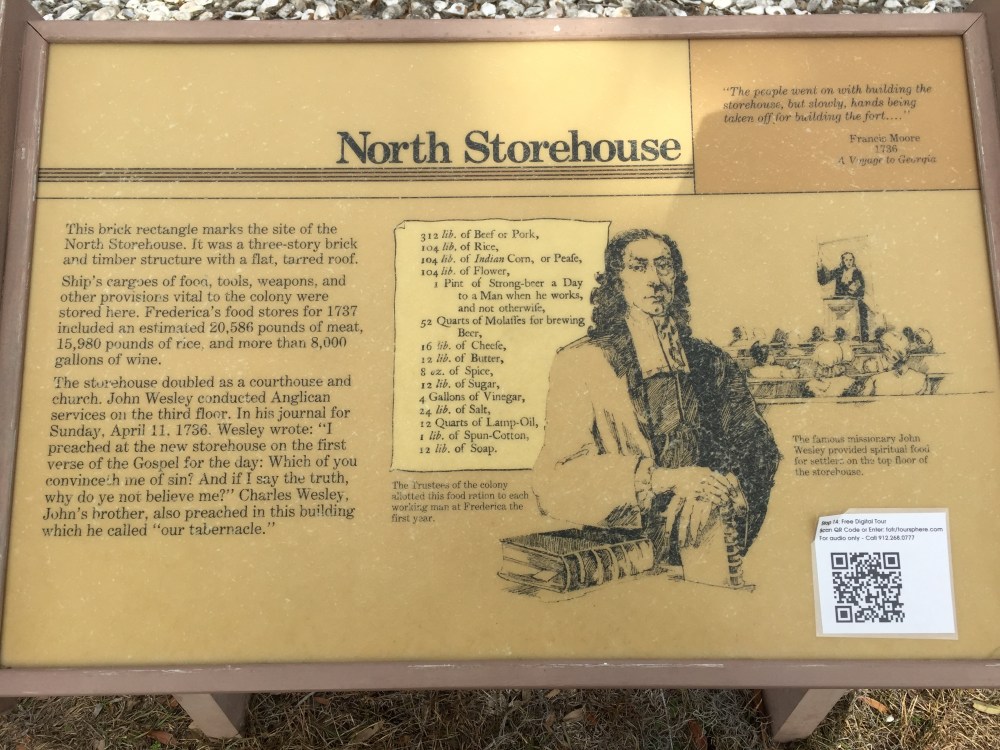 North Storehouse
"The people went on with building the
storehouse, but slowly, hands being
taken off for building the fort...."
Francis Moore
1736
A Voyage to Georgia
This brick rectangle marks the site of the
North Storehouse. It was a three-story brick
and timber structure with a flat, tarred roof.
Ship's cargoes of food, tools, weapons, and
other provisions vital to the colony were
stored here. Frederica's food stores for 1737
included an estimated 20,586 pounds of meat,
15,980 pounds of rice, and more than 8,000
gallons of wine.
The storehouse doubled as a courthouse and
church. John Wesley conducted Anglican
services on the third floor. In his journal for
Sunday, April 11, 1736. Wesley wrote: "I
preached at the new storehouse on the first
verse of the Gospel for the day: Which of you
convinceth me of sin? And if I say the truth,
why do ye not believe me?" Charles Wesley,
John's brother, also preached in this building
which he called "our tabernacle."
312 lib. of Beef or Pork,
104 lib. of Rice,
104 lib. of Indian Corn, or Pease,
104 lib. of Flower,
1 Pint of Strong-beer a Day
to a Man when he works,
and not otherwise,
52 Quarts of Molasses for brewing
Beer,
16 lib. of Cheese,
12 lib. of Butter,
8 oz. of Spice,
12 lib. of Sugar,
4 Gallons of Vinegar,
24 lib. of Salt,
12 Quarts of Lamp-Oil,
1 lib. of Spun-Cotton,
12 lib. of Soap.
The Trustees of the colony
allotted this food ration to each
working man at Frederica the
first year.
The famous missionary John
Wesley provided spiritual food
for settlers on the top floor of
the storehouse.
Stop 14: Free Digital Tour
Scan QR Code or Enter: fofr/toursphere.com
For audio only - Call 912.268.0777